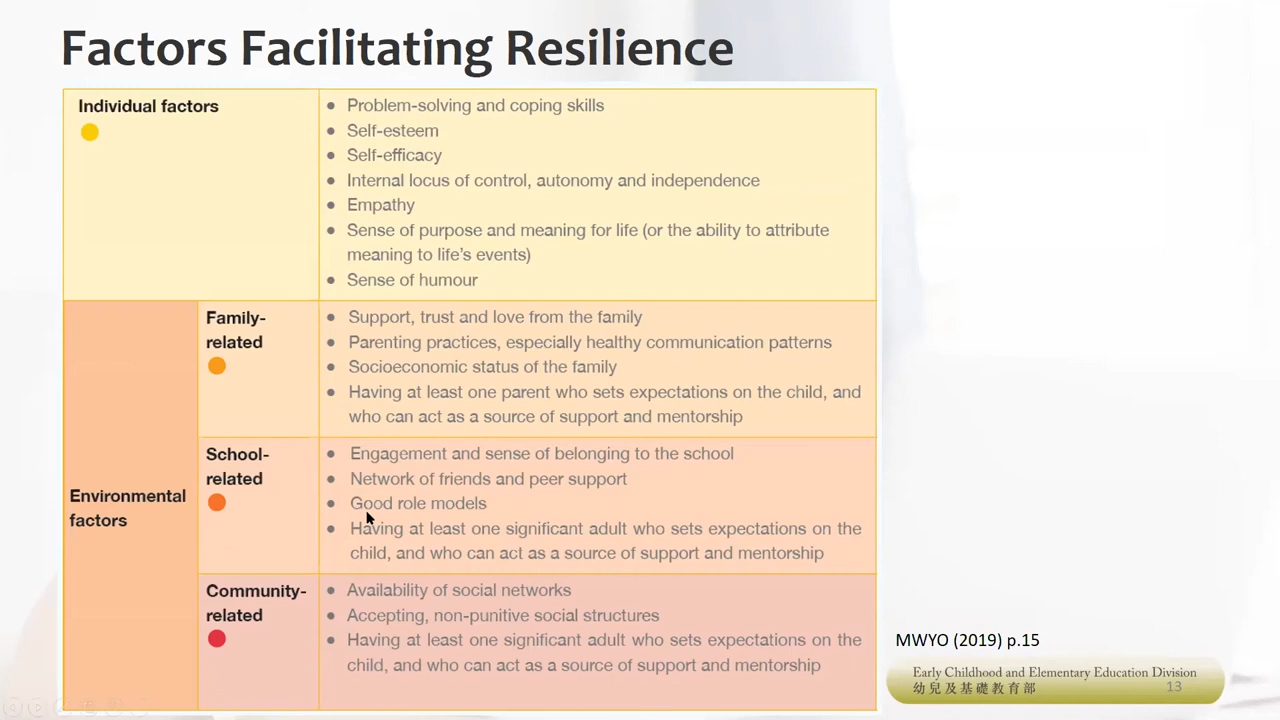 Factors Facilitating Resilience
Individual factors
• Problem-solving and coping skills
• Self-esteem
• Self-efficacy
• Internal locus of control, autonomy and independence
• Empathy
• Sense of purpose and meaning for life (or the ability to attribute
meaning to life's events)
• Sense of humour
Environmental
factors
Family-
related
• Support, trust and love from the family
• Parenting practices, especially healthy communication patterns
• Socioeconomic status of the family
• Having at least one parent who sets expectations on the child, and
who can act as a source of support and mentorship
School-
related
• Engagement and sense of belonging to the school
• Network of friends and peer support
• Good role models
• Having at least one significant adult who sets expectations on the
child, and who can act as a source of support and mentorship
Community-
related
• Availability of social networks
• Accepting, non-punitive social structures
• Having at least one significant adult who sets expectations on the
child, and who can act as a source of support and mentorship
MWYO (2019) p.15
Early Childhood and Elementary Education Division
幼兒及基礎教育部
13